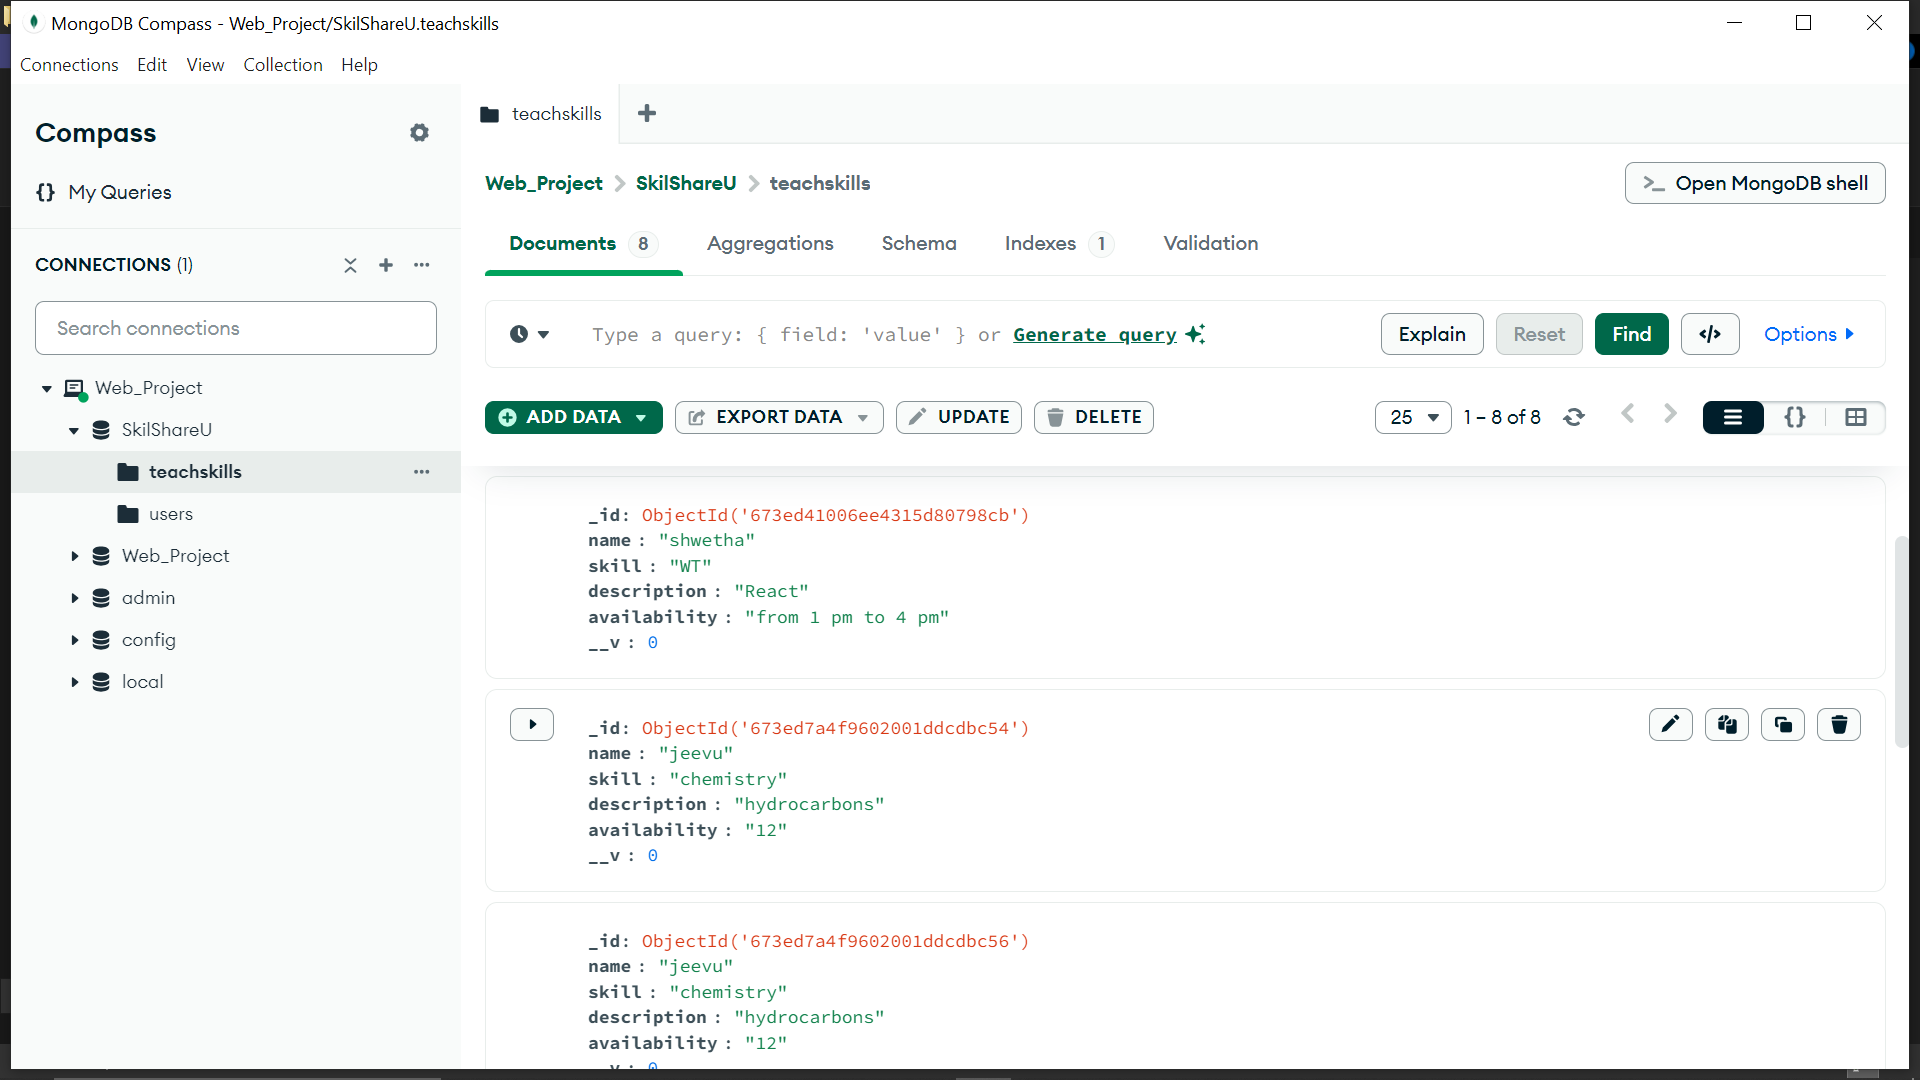 MongoDB Compass - Web_Project/SkilShareU.teachskills
Connections Edit View Collection Help
Compass
{} My Queries
CONNECTIONS (1)
Search connections
Web_Project
SkilShareU
teachskills
users
Web_Project
admin
config
local
teachskills
Web_Project > SkilShareU > teachskills
>_ Open MongoDB shell
Documents 8 Aggregations Schema Indexes 1 Validation
Type a query: { field: 'value' } or Generate query
Explain Reset Find </> Options
ADD DATA EXPORT DATA UPDATE DELETE
25 1 – 8 of 8 {}
_id: ObjectId('673ed41006ee4315d80798cb')
name : "shwetha"
skill : "WT"
description : "React"
availability : "from 1 pm to 4 pm"
__v : 0
_id: ObjectId('673ed7a4f9602001ddcdbc54')
name : "jeevu"
skill : "chemistry"
description : "hydrocarbons"
availability : "12"
__v : 0
_id: ObjectId('673ed7a4f9602001ddcdbc56')
name : "jeevu"
skill : "chemistry"
description : "hydrocarbons"
availability : "12"
__v : 0